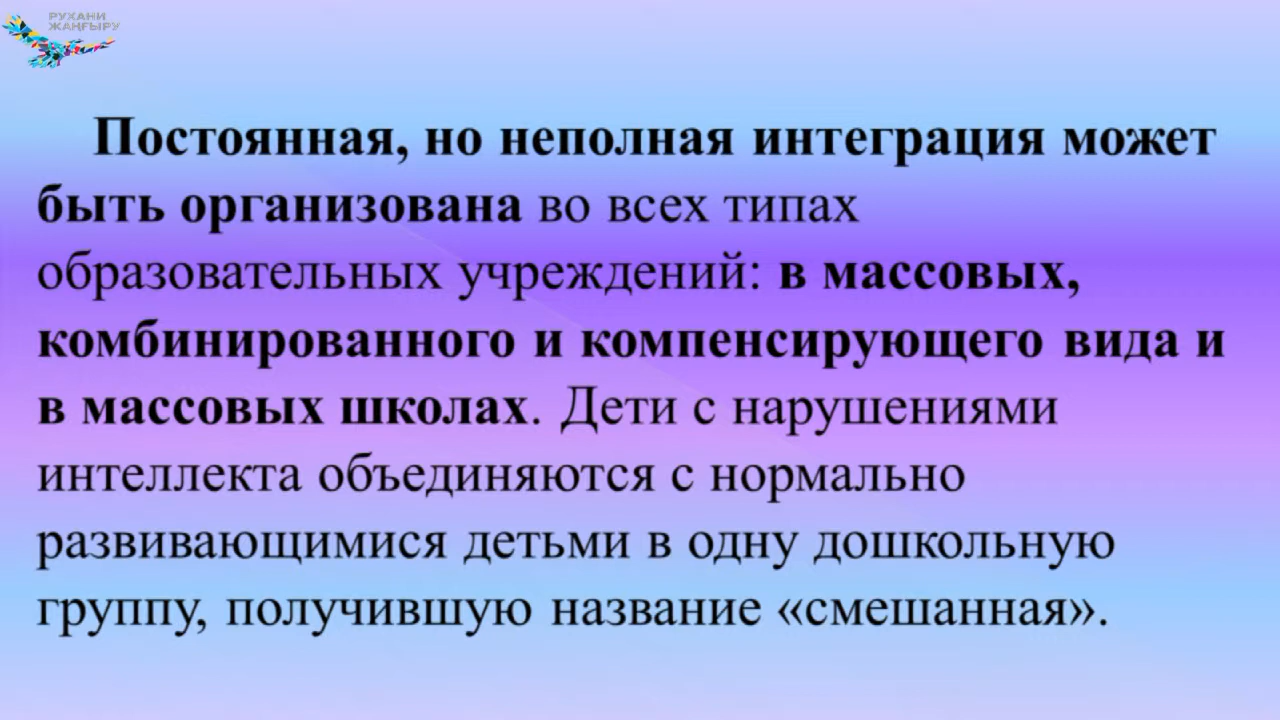 РУХАНИ
ЖАҢҒЫРУ
Постоянная, но неполная интеграция может
быть организована во всех типах
образовательных учреждений: в массовых,
комбинированного и компенсирующего вида и
в массовых школах. Дети с нарушениями
интеллекта объединяются с нормально
развивающимися детьми в одну дошкольную
группу, получившую название «смешанная».